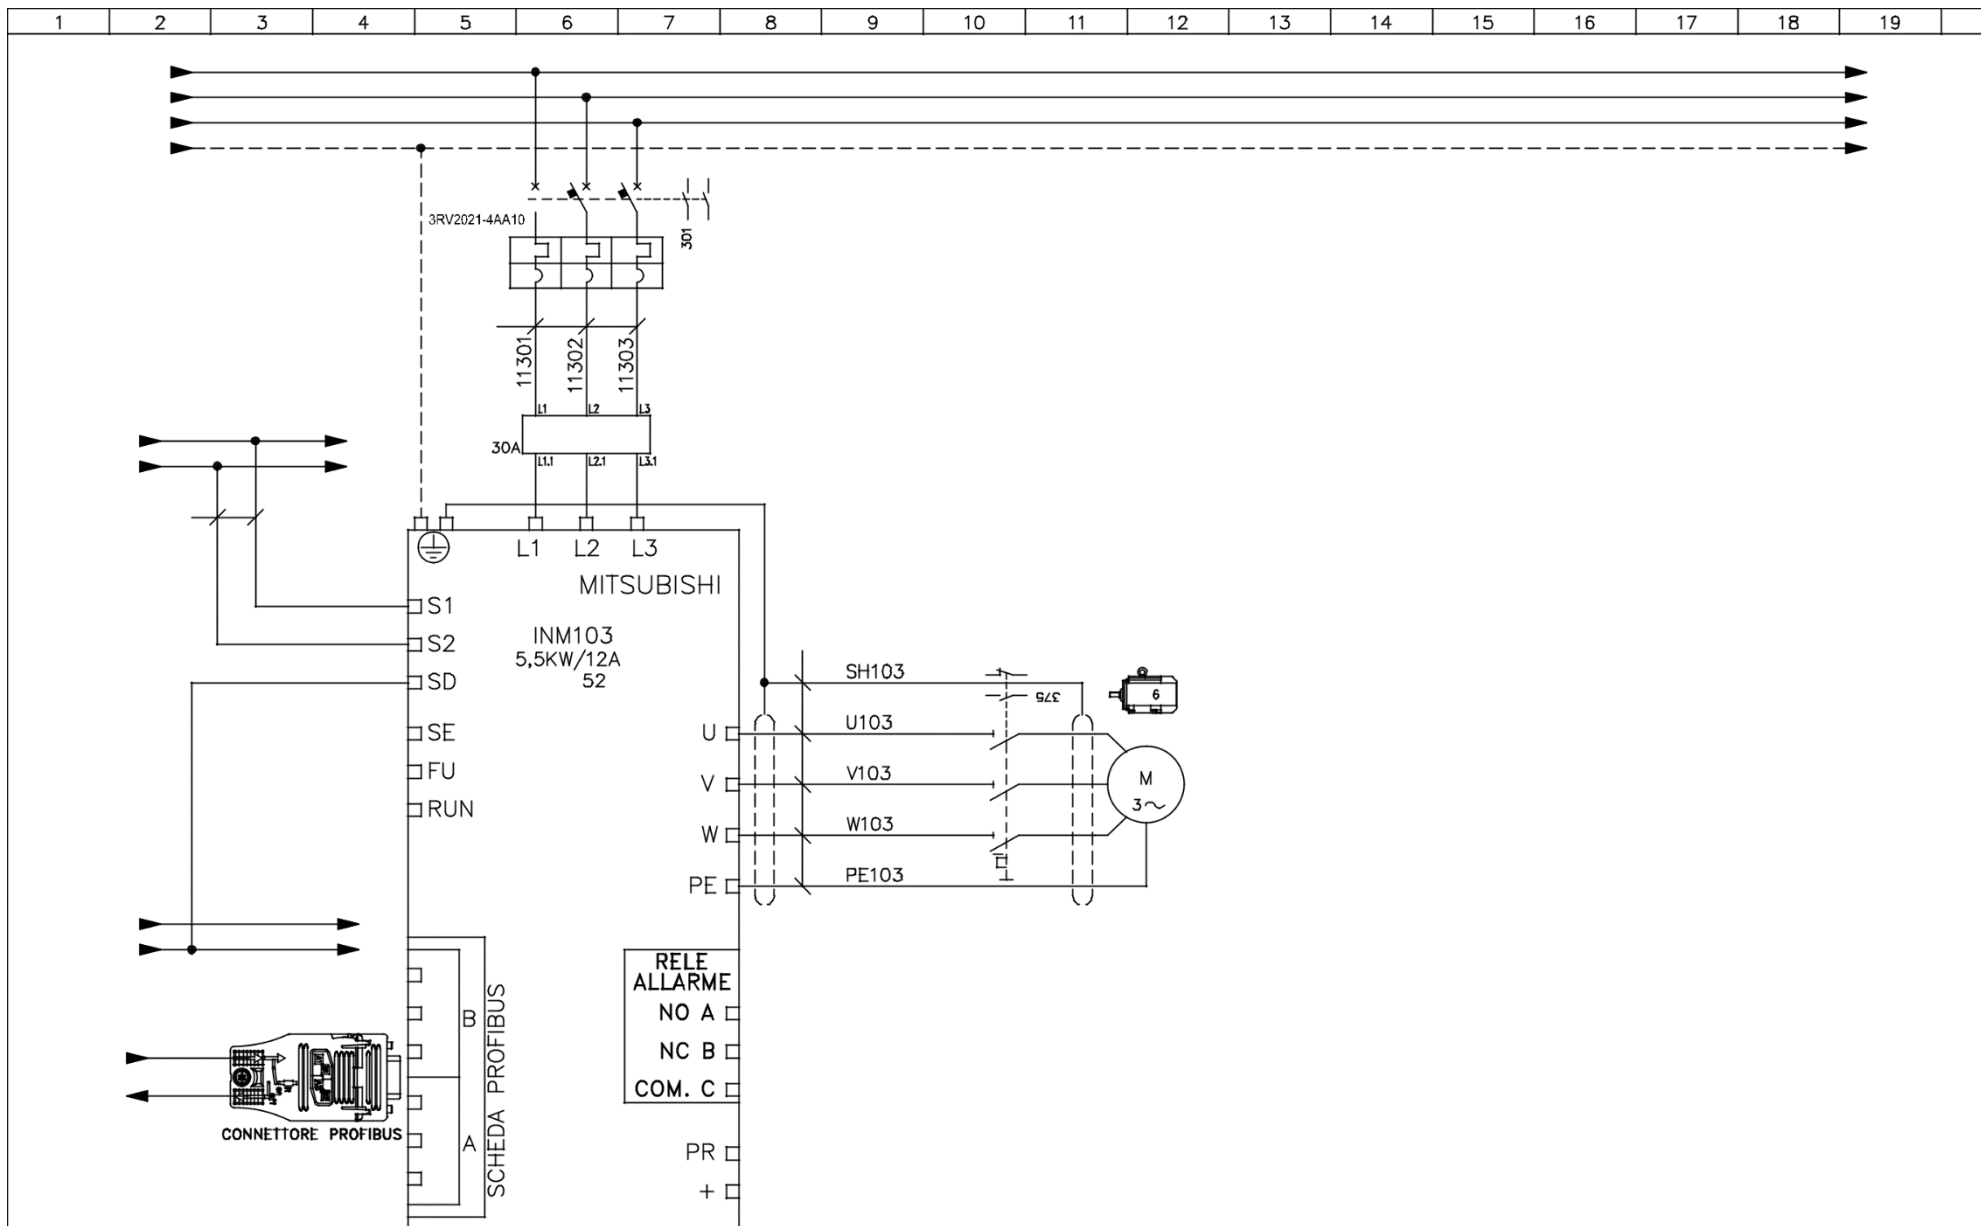 1 2 3 4 5 6 7 8 9 10 11 12 13 14 15 16 17 18 19
3RV2021-4AA10
301
11301
11302
11303
L1 L2 L3
30A
L1.1 L2.1 L3.1
L1 L2 L3
MITSUBISHI
INM103
5,5KW/12A
52
S1
S2
SD
SE
FU
RUN
U
V
W
PE
SH103
375
U103
V103
W103
PE103
6
M
3~
RELE
ALLARME
NO A
NC B
COM. C
PR
+
B
A
SCHEDA PROFIBUS
CONNETTORE PROFIBUS